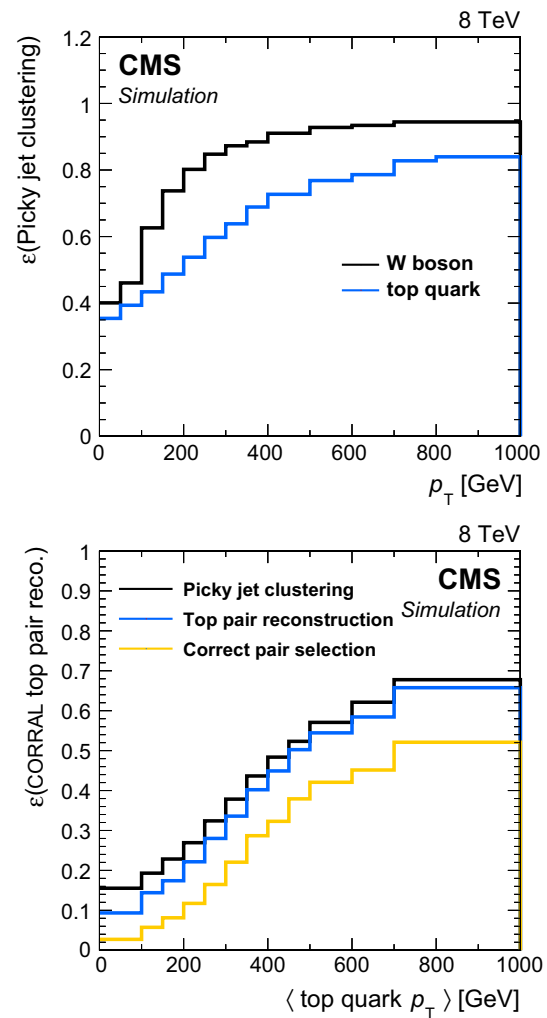 8 TeV
CMS
Simulation
ε(Picky jet clustering)
1.2
1
0.8
0.6
0.4
0.2
0
W boson
top quark
0 200 400 600 800 1000
p_T [GeV]
8 TeV
CMS
Simulation
Picky jet clustering
Top pair reconstruction
Correct pair selection
ε(CORRAL top pair reco.)
1
0.9
0.8
0.7
0.6
0.5
0.4
0.3
0.2
0.1
0
0 200 400 600 800 1000
⟨ top quark p_T ⟩ [GeV]